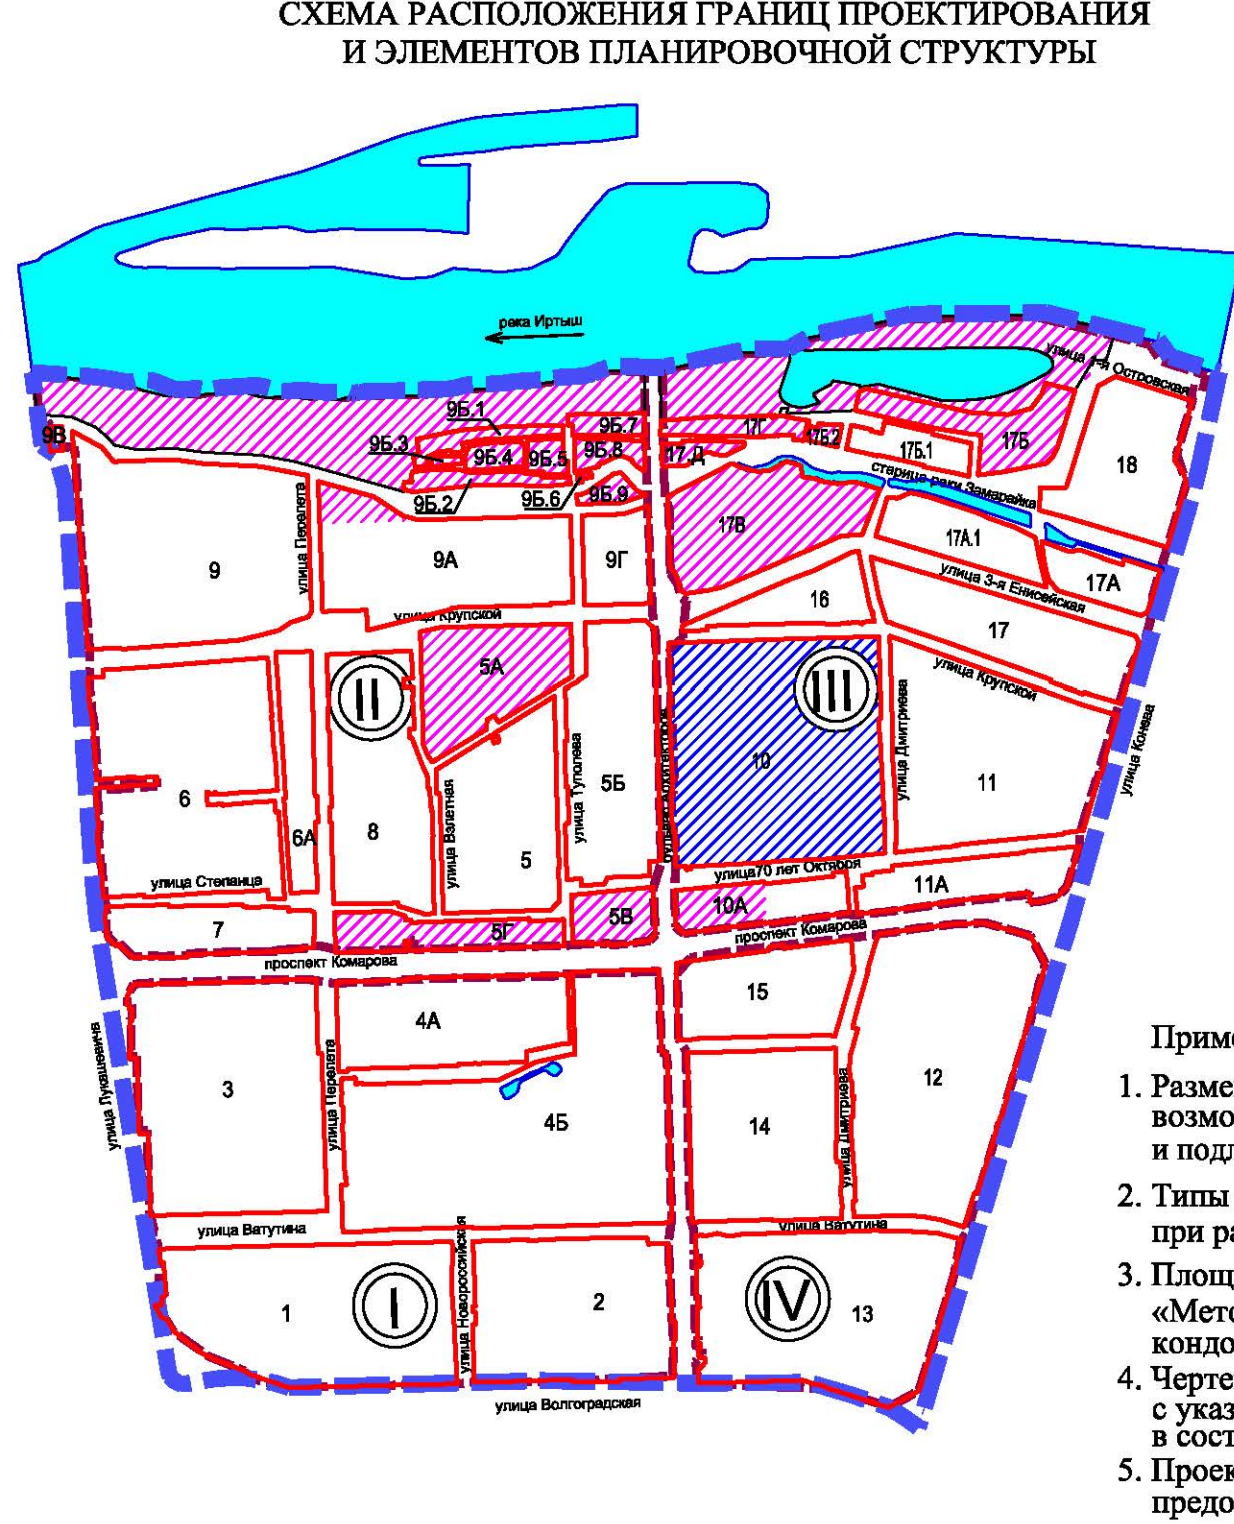 СХЕМА РАСПОЛОЖЕНИЯ ГРАНИЦ ПРОЕКТИРОВАНИЯ
И ЭЛЕМЕНТОВ ПЛАНИРОВОЧНОЙ СТРУКТУРЫ
река Иртыш
улица 1-я Островская
9В
9Б.1
9Б.7
17Г
17Б.2
17Б.1
17Б
9Б.3
9Б.4
9Б.5
9Б.8
17.Д
18
старица реки Замарайка
9Б.2
9Б.6
9Б.9
17В
улица Перелета
9
9А
9Г
17А.1
17А
улица 3-я Енисейская
улица Крупской
16
17
5А
II
III
улица Крупской
улица Дмитриева
улица Конева
бульвар Архитекторов
улица Туполева
улица Взлетная
6
6А
8
5
5Б
10
11
улица Степанца
улица70 лет Октября
7
5Г
5В
10А
11А
проспект Комарова
проспект Комарова
4А
15
3
4Б
14
12
улица Лукашевича
улица Перелета
улица Дмитриева
улица Ватутина
улица Ватутина
улица Новороссийская
1
I
2
IV
13
улица Волгоградская
Приме
1. Разме
возмо
и подл
2. Типы
при ра
3. Площ
«Мето
кондо
4. Черте
с указ
в сост
5. Проек
предо